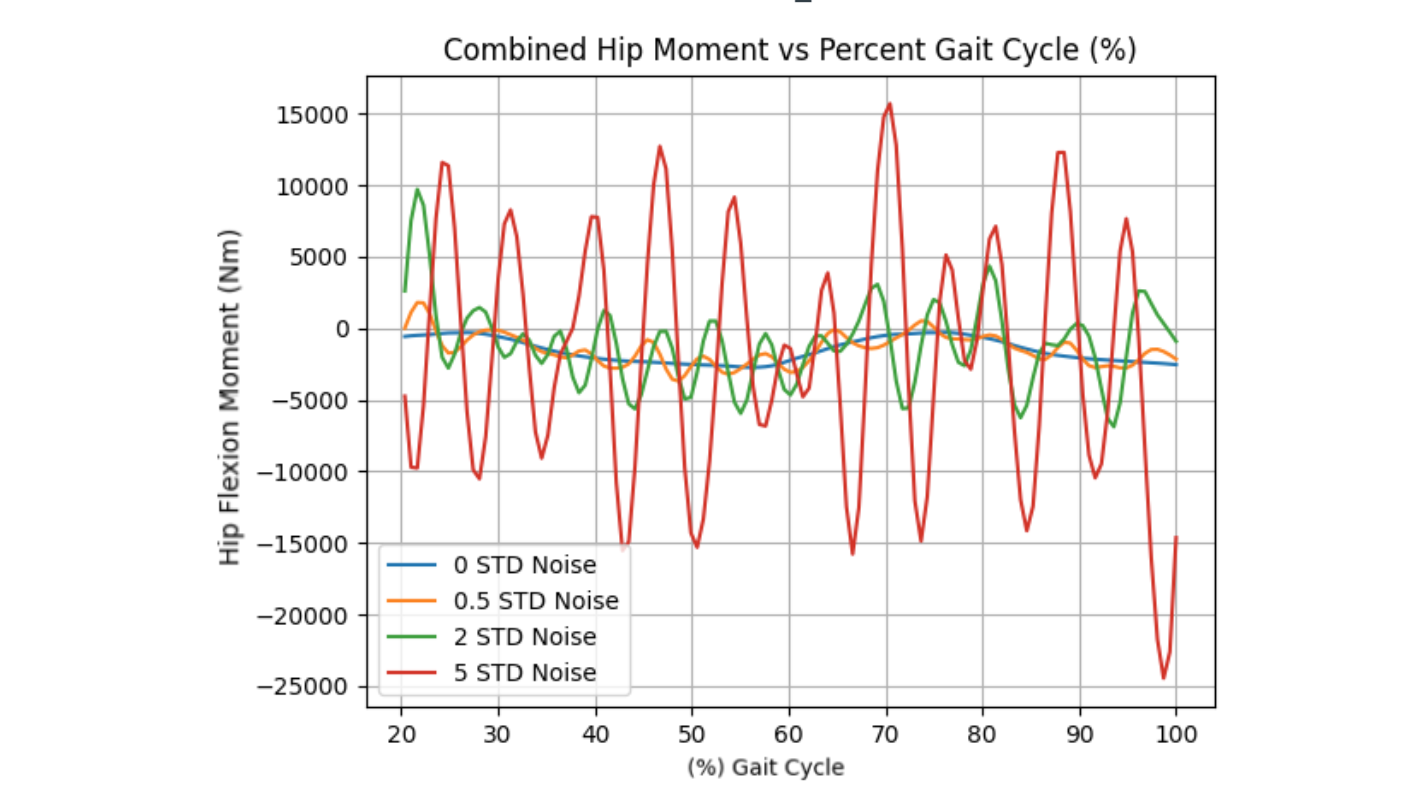 Combined Hip Moment vs Percent Gait Cycle (%)
Hip Flexion Moment (Nm)
15000
10000
5000
0
−5000
−10000
−15000
−20000
−25000
0 STD Noise
0.5 STD Noise
2 STD Noise
5 STD Noise
20 30 40 50 60 70 80 90 100
(%) Gait Cycle